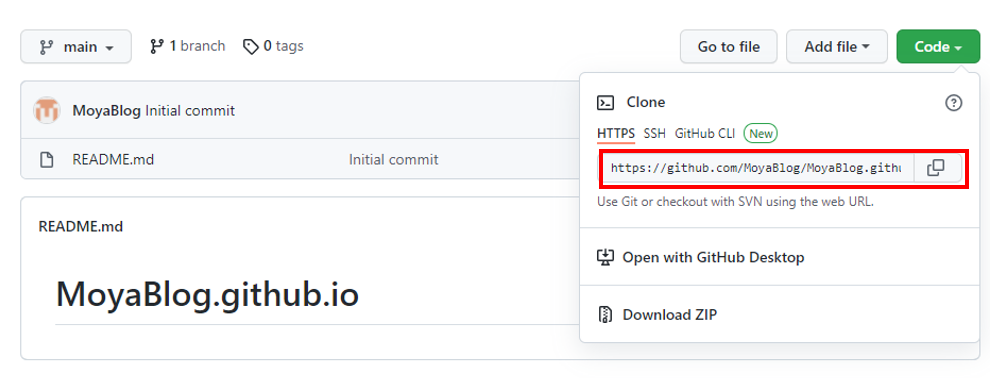 main 1 branch 0 tags Go to file Add file Code
MoyaBlog Initial commit
README.md Initial commit
Clone
HTTPS SSH GitHub CLI New
https://github.com/MoyaBlog/MoyaBlog.githu
Use Git or checkout with SVN using the web URL.
Open with GitHub Desktop
Download ZIP
README.md
MoyaBlog.github.io